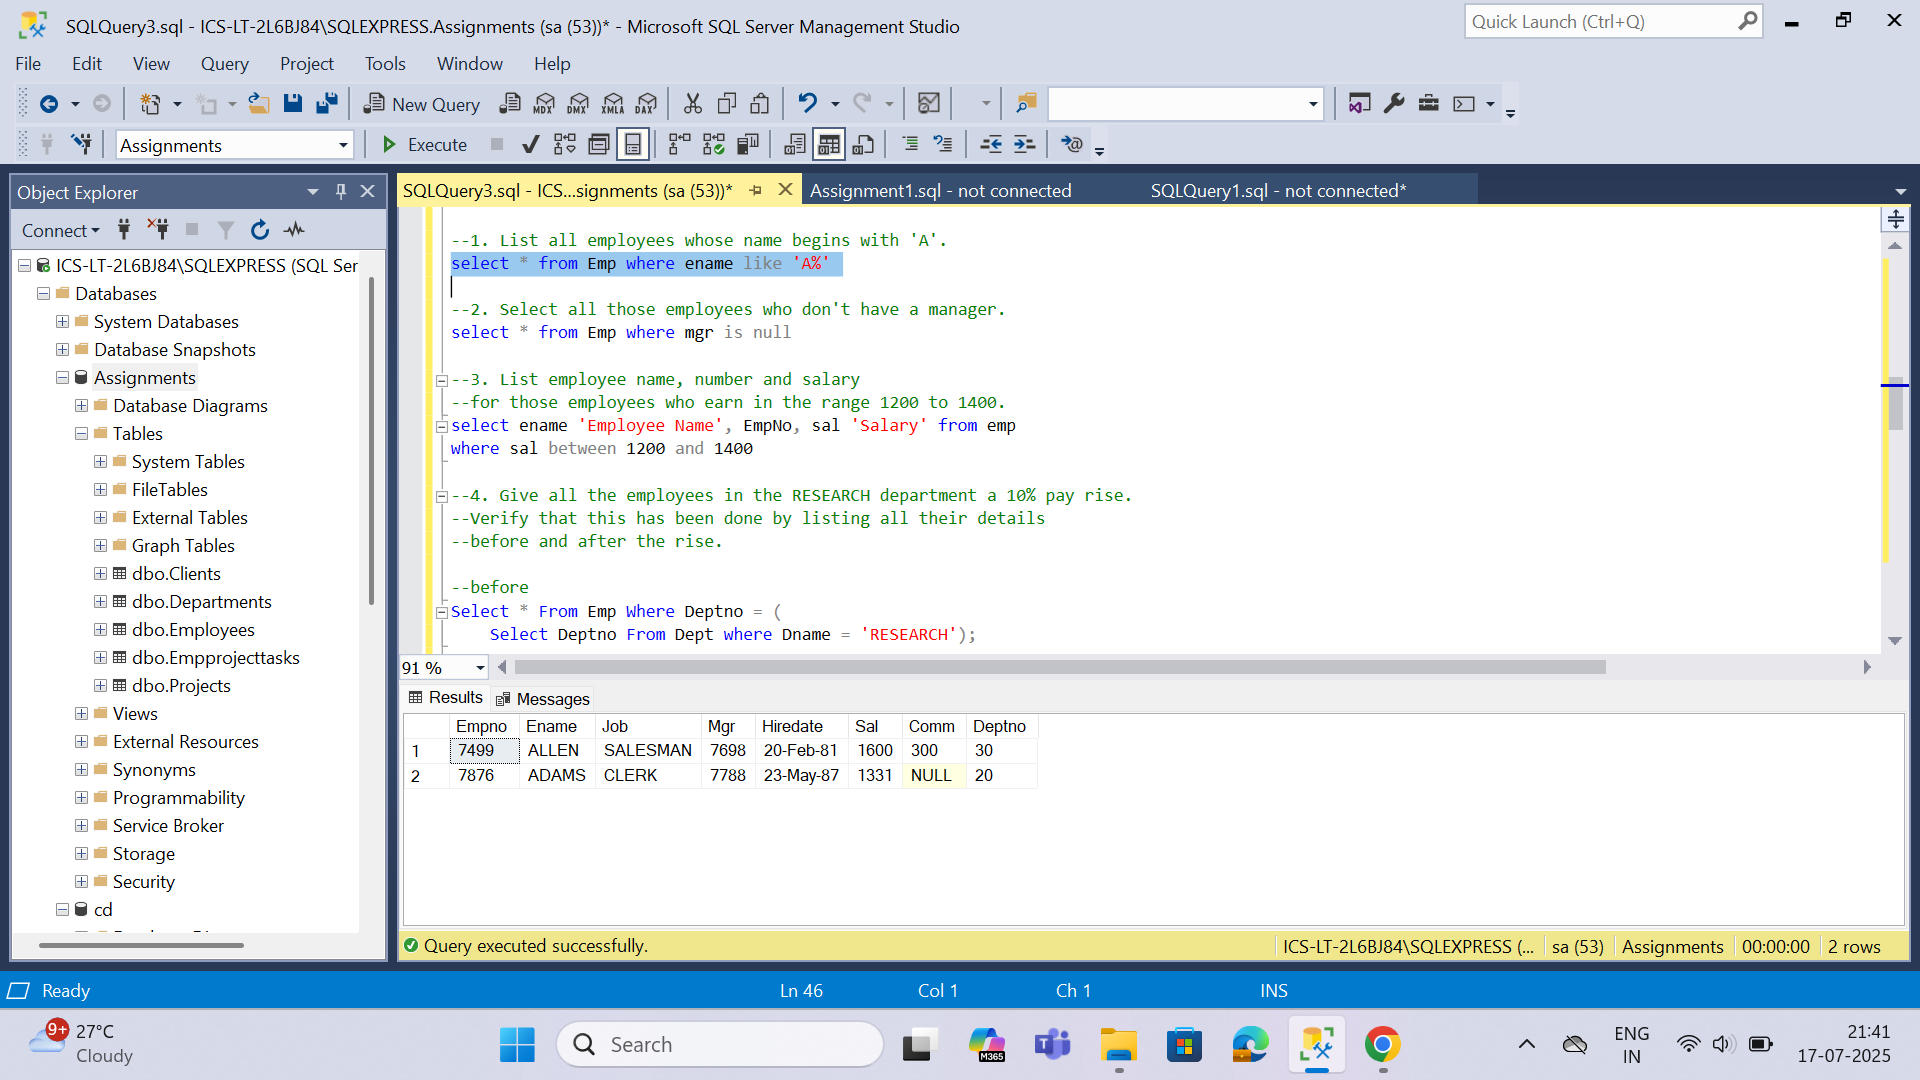 SQLQuery3.sql - ICS-LT-2L6BJ84\SQLEXPRESS.Assignments (sa (53))* - Microsoft SQL Server Management Studio
Quick Launch (Ctrl+Q)
File Edit View Query Project Tools Window Help
New Query MDX DMX XMLA DAX
Assignments Execute
Object Explorer
Connect
ICS-LT-2L6BJ84\SQLEXPRESS (SQL Ser
Databases
System Databases
Database Snapshots
Assignments
Database Diagrams
Tables
System Tables
FileTables
External Tables
Graph Tables
dbo.Clients
dbo.Departments
dbo.Employees
dbo.Empprojecttasks
dbo.Projects
Views
External Resources
Synonyms
Programmability
Service Broker
Storage
Security
cd
SQLQuery3.sql - ICS...signments (sa (53))* Assignment1.sql - not connected SQLQuery1.sql - not connected*
--1. List all employees whose name begins with 'A'.
select * from Emp where ename like 'A%'
--2. Select all those employees who don't have a manager.
select * from Emp where mgr is null
--3. List employee name, number and salary
--for those employees who earn in the range 1200 to 1400.
select ename 'Employee Name', EmpNo, sal 'Salary' from emp
where sal between 1200 and 1400
--4. Give all the employees in the RESEARCH department a 10% pay rise.
--Verify that this has been done by listing all their details
--before and after the rise.
--before
Select * From Emp Where Deptno = (
Select Deptno From Dept where Dname = 'RESEARCH');
91 %
Results Messages
Empno Ename Job Mgr Hiredate Sal Comm Deptno
1 7499 ALLEN SALESMAN 7698 20-Feb-81 1600 300 30
2 7876 ADAMS CLERK 7788 23-May-87 1331 NULL 20
Query executed successfully. ICS-LT-2L6BJ84\SQLEXPRESS (... sa (53) Assignments 00:00:00 2 rows
Ready Ln 46 Col 1 Ch 1 INS
9+ 27°C
Cloudy
Search
M365
ENG
IN
21:41
17-07-2025